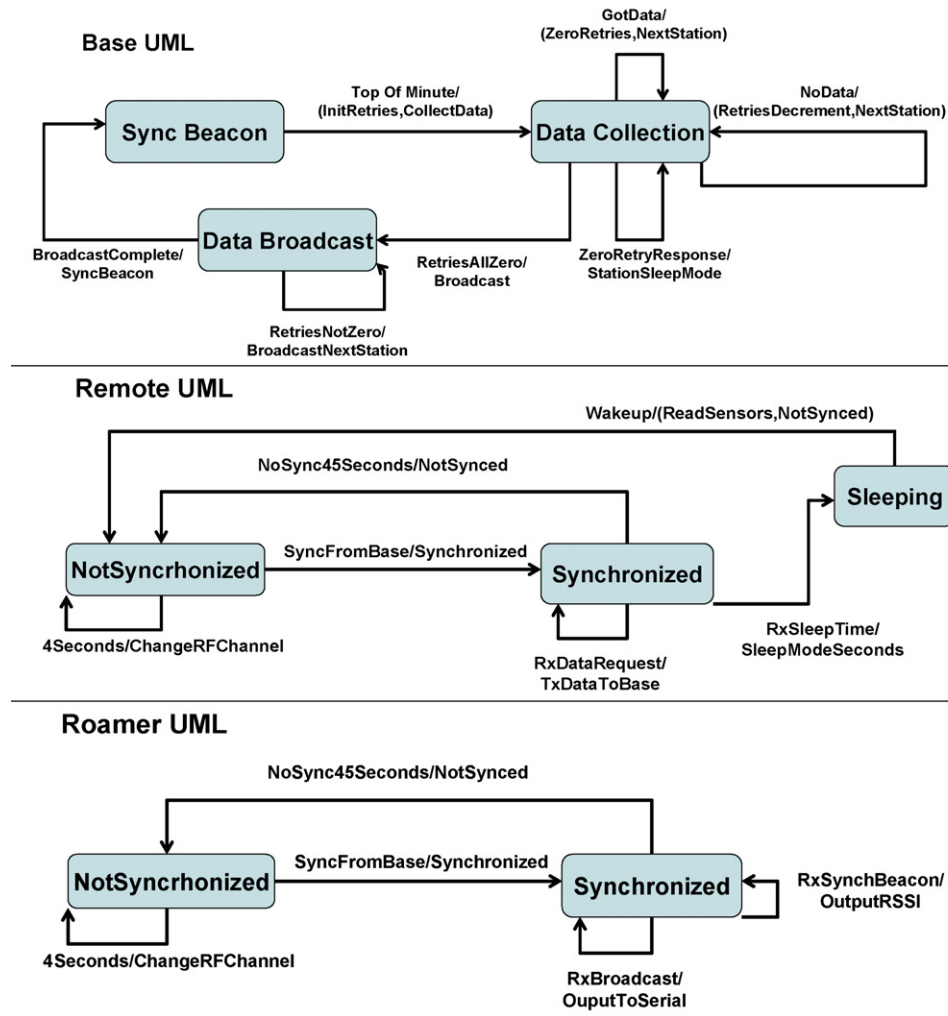 Base UML
GotData/
(ZeroRetries,NextStation)
Top Of Minute/
(InitRetries,CollectData)
NoData/
(RetriesDecrement,NextStation)
Sync Beacon
Data Collection
Data Broadcast
BroadcastComplete/
SyncBeacon
RetriesAllZero/
Broadcast
ZeroRetryResponse/
StationSleepMode
RetriesNotZero/
BroadcastNextStation
Remote UML
Wakeup/(ReadSensors,NotSynced)
NoSync45Seconds/NotSynced
Sleeping
SyncFromBase/Synchronized
NotSyncrhonized
Synchronized
4Seconds/ChangeRFChannel
RxDataRequest/
TxDataToBase
RxSleepTime/
SleepModeSeconds
Roamer UML
NoSync45Seconds/NotSynced
SyncFromBase/Synchronized
NotSyncrhonized
Synchronized
RxSynchBeacon/
OutputRSSI
4Seconds/ChangeRFChannel
RxBroadcast/
OuputToSerial